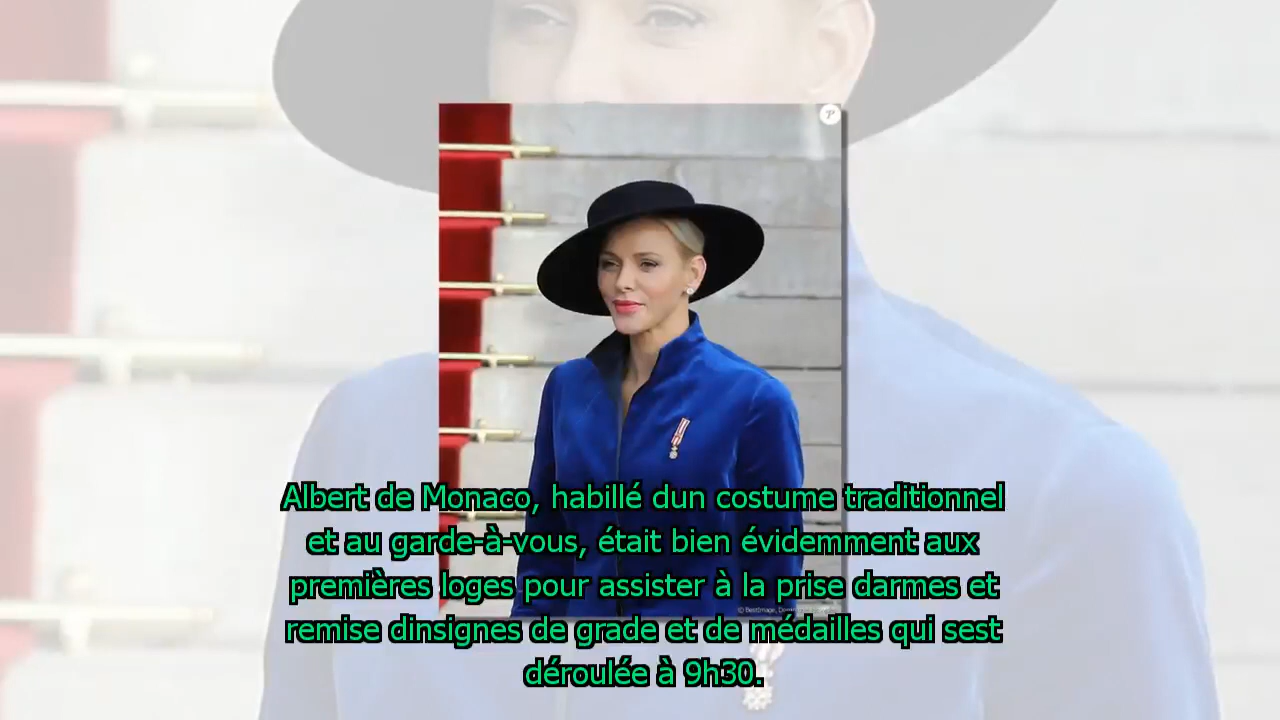 Albert de Monaco, habillé dun costume traditionnel
et au garde-à-vous, était bien évidemment aux
premières loges pour assister à la prise darmes et
remise dinsignes de grade et de médailles qui sest
déroulée à 9h30.
© BestImage,